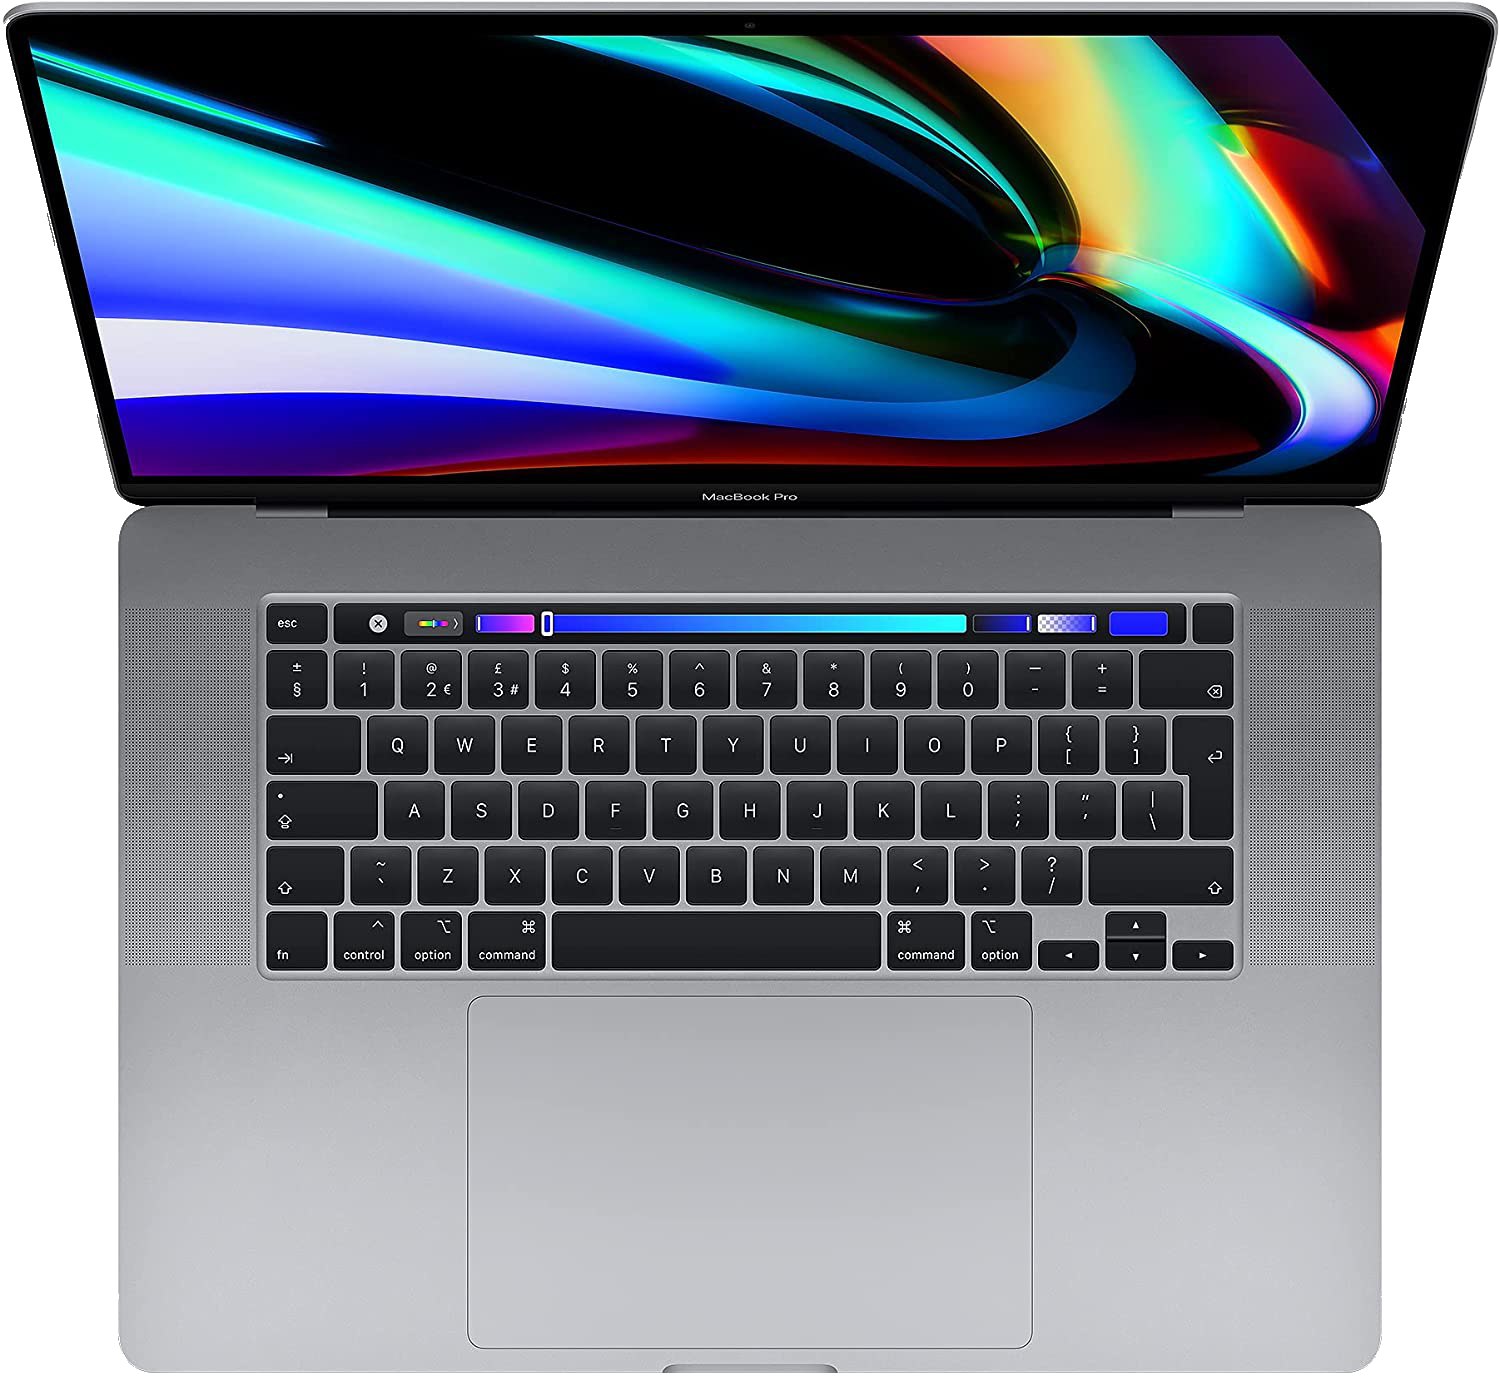 MacBook Pro
esc
± ! @ £ $ % ^ & * ( ) — +
§ 1 2 € 3 # 4 5 6 7 8 9 0 - =
Q W E R T Y U I O P { [ } ]
A S D F G H J K L : ; " ' | \
~ ` Z X C V B N M < , > . ? /
fn control option command command option